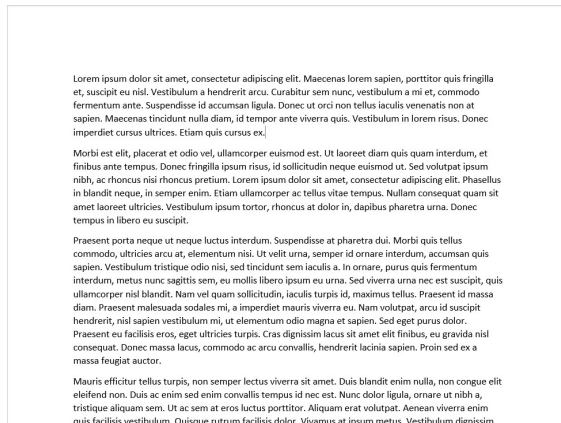 Lorem ipsum dolor sit amet, consectetur adipiscing elit. Maecenas lorem sapien, porttitor quis fringilla
et, suscipit eu nisl. Vestibulum a hendrerit arcu. Curabitur sem nunc, vestibulum a mi et, commodo
fermentum ante. Suspendisse id accumsan ligula. Donec ut orci non tellus iaculis venenatis non at
sapien. Maecenas tincidunt nulla diam, id tempor ante viverra quis. Vestibulum in lorem risus. Donec
imperdiet cursus ultrices. Etiam quis cursus ex.
Morbi est elit, placerat et odio vel, ullamcorper euismod est. Ut laoreet diam quis quam interdum, et
finibus ante tempus. Donec fringilla ipsum risus, id sollicitudin neque euismod ut. Sed volutpat ipsum
nibh, ac rhoncus nisi rhoncus pretium. Lorem ipsum dolor sit amet, consectetur adipiscing elit. Phasellus
in blandit neque, in semper enim. Etiam ullamcorper ac tellus vitae tempus. Nullam consequat quam sit
amet laoreet ultricies. Vestibulum ipsum tortor, rhoncus at dolor in, dapibus pharetra urna. Donec
tempus in libero eu suscipit.
Praesent porta neque ut neque luctus interdum. Suspendisse at pharetra dui. Morbi quis tellus
commodo, ultricies arcu at, elementum nisi. Ut velit urna, semper id ornare interdum, accumsan quis
sapien. Vestibulum tristique odio nisi, sed tincidunt sem iaculis a. In ornare, purus quis fermentum
interdum, metus nunc sagittis sem, eu mollis libero ipsum eu urna. Sed viverra urna nec est suscipit, quis
ullamcorper nisl blandit. Nam vel quam sollicitudin, iaculis turpis id, maximus tellus. Praesent id massa
diam. Praesent malesuada sodales mi, a imperdiet mauris viverra eu. Nam volutpat, arcu id suscipit
hendrerit, nisl sapien vestibulum mi, ut elementum odio magna et sapien. Sed eget purus dolor.
Praesent eu facilisis eros, eget ultricies turpis. Cras dignissim lacus sit amet elit finibus, eu gravida nisl
consequat. Donec massa lacus, commodo ac arcu convallis, hendrerit lacinia sapien. Proin sed ex a
massa feugiat auctor.
Mauris efficitur tellus turpis, non semper lectus viverra sit amet. Duis blandit enim nulla, non congue elit
eleifend non. Duis ac enim sed enim convallis tempus id nec est. Nunc dolor ligula, ornare ut nibh a,
tristique aliquam sem. Ut ac sem at eros luctus porttitor. Aliquam erat volutpat. Aenean viverra enim
quis facilisis vestibulum. Quisque rutrum facilisis dolor. Vivamus at ipsum metus. Vestibulum dignissim